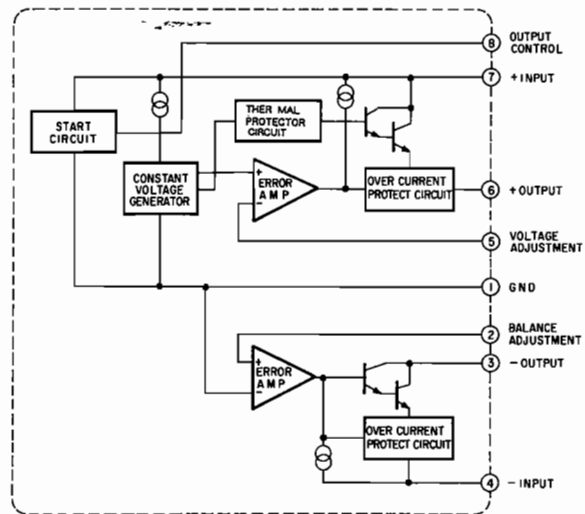 8 OUTPUT
CONTROL
7 +INPUT
START
CIRCUIT
THER MAL
PROTECTOR
CIRCUIT
CONSTANT
VOLTAGE
GENERATOR
+
ERROR
AMP
-
OVER CURRENT
PROTECT CIRCUIT
6 +OUTPUT
5 VOLTAGE
ADJUSTMENT
1 GND
2 BALANCE
ADJUSTMENT
3 -OUTPUT
+
ERROR
AMP
-
OVER CURRENT
PROTECT CIRCUIT
4 -INPUT